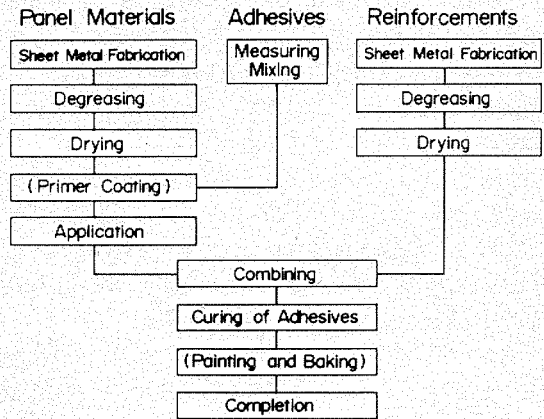 Panel Materials
Adhesives
Reinforcements
Sheet Metal Fabrication
Measuring
Mixing
Sheet Metal Fabrication
Degreasing
Degreasing
Drying
Drying
(Primer Coating)
Application
Combining
Curing of Adhesives
(Painting and Baking)
Completion